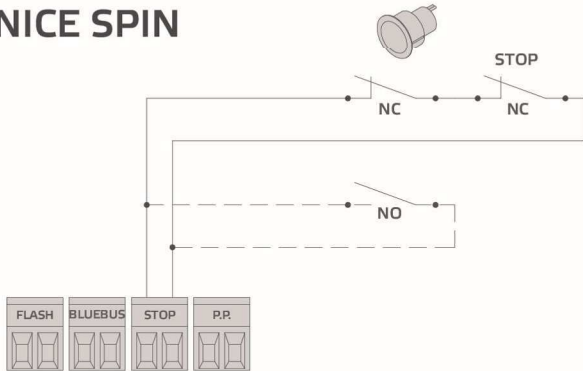 NICE SPIN
STOP
NC NC
NO
FLASH BLUEBUS STOP P.P.